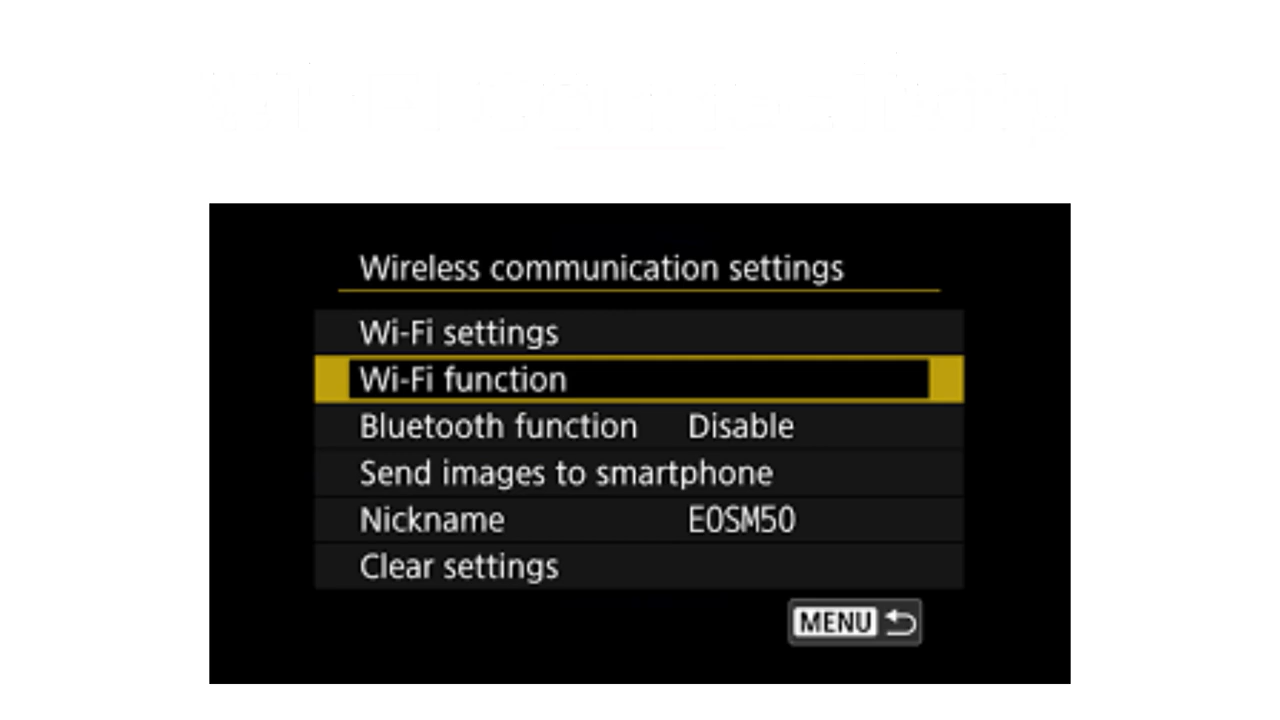 Wireless communication settings
Wi-Fi settings
Wi-Fi function
Bluetooth function Disable
Send images to smartphone
Nickname EOSM50
Clear settings
MENU